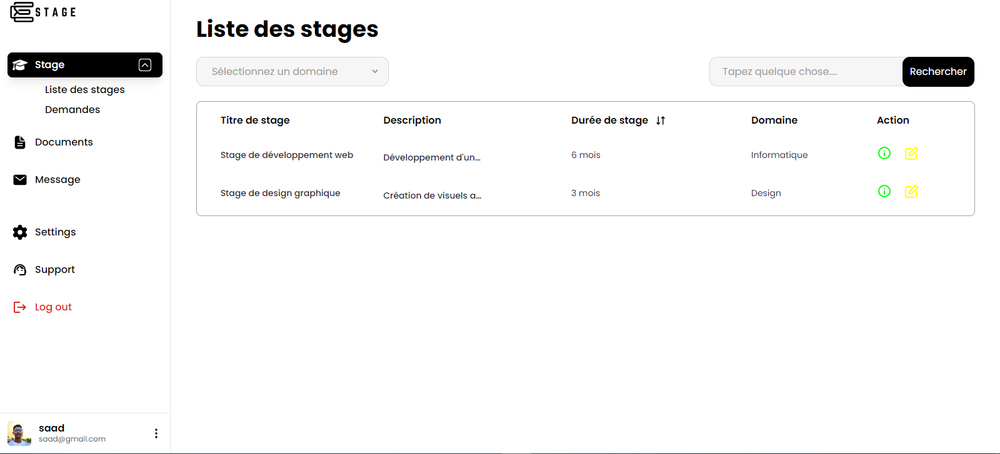 STAGE
Stage
Liste des stages
Demandes
Documents
Message
Settings
Support
Log out
saad
saad@gmail.com
Liste des stages
Sélectionnez un domaine
Tapez quelque chose.... Rechercher
Titre de stage Description Durée de stage Domaine Action
Stage de développement web Développement d'un... 6 mois Informatique
Stage de design graphique Création de visuels a... 3 mois Design